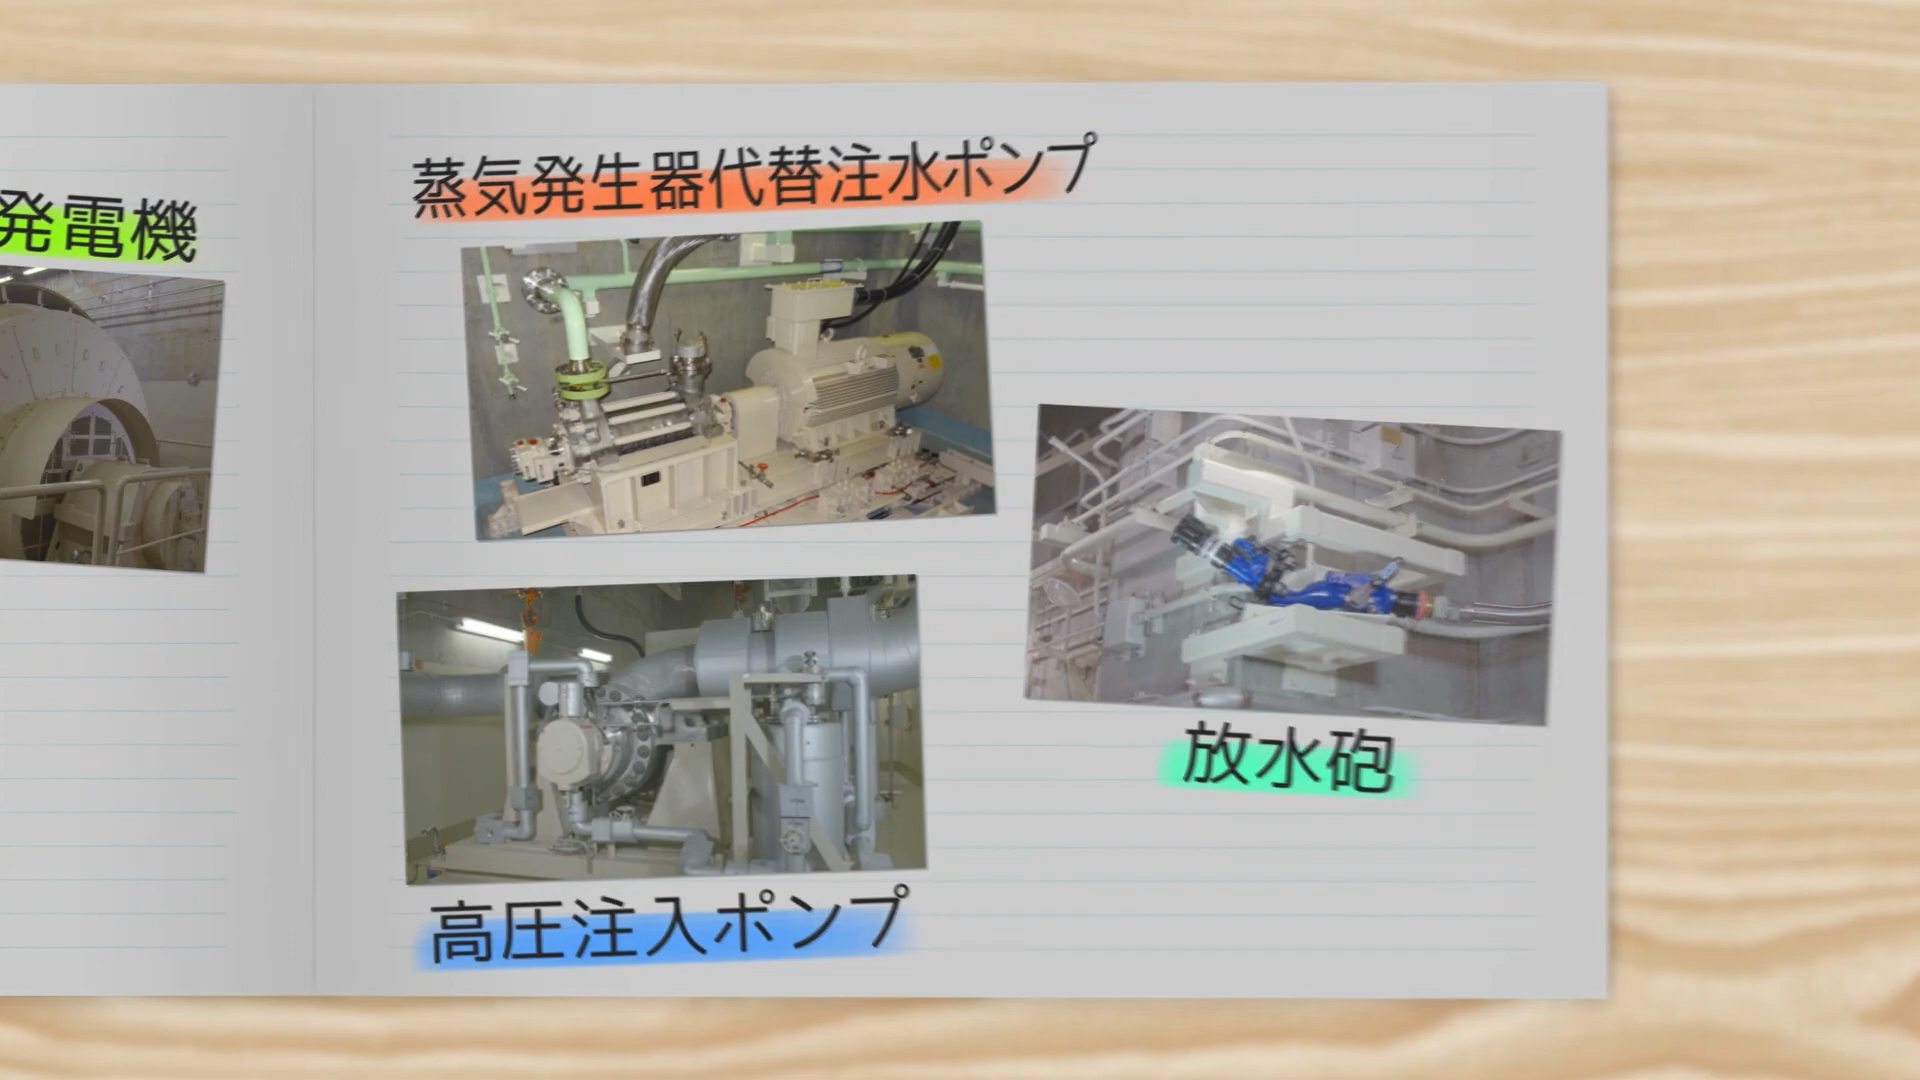 発電機
蒸気発生器代替注水ポンプ
放水砲
高圧注入ポンプ